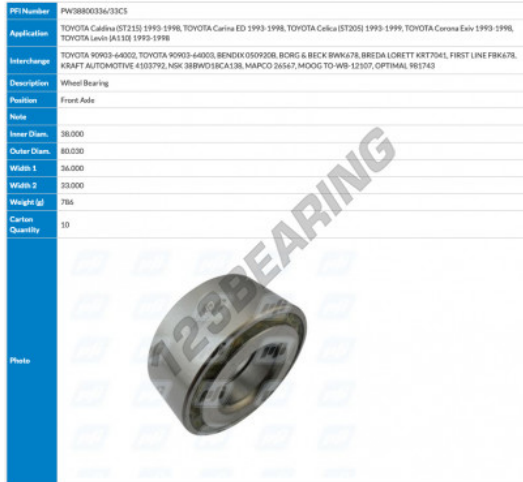 PFI Number PW38800336/33CS
Application TOYOTA Caldina (ST215) 1993-1998, TOYOTA Carina ED 1993-1998, TOYOTA Celica (ST205) 1993-1999, TOYOTA Corona Exiv 1993-1998,
TOYOTA Levin (A110) 1993-1998
Interchange TOYOTA 90903-64002, TOYOTA 90903-64003, BENDIX 050920B, BORG & BECK BWK678, BREDA LORETT KRT7041, FIRST LINE FBK678,
KRAFT AUTOMOTIVE 4103792, NSK 38BWD18CA138, MAPCO 26567, MOOG TO-WB-12107, OPTIMAL 981743
Description Wheel Bearing
Position Front Axle
Note
Inner Diam. 38.000
Outer Diam. 80.030
Width 1 36.000
Width 2 33.000
Weight (g) 786
Carton
Quantity 10
Photo
123BEARING